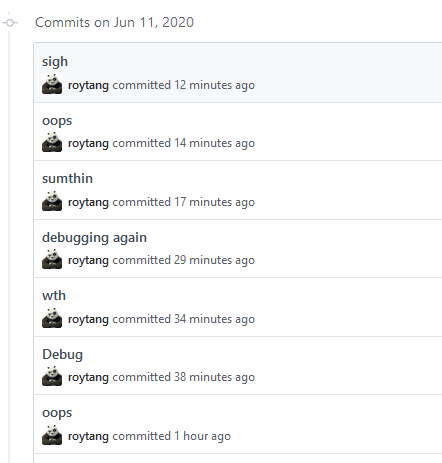 Commits on Jun 11, 2020
sigh
roytang committed 12 minutes ago
oops
roytang committed 14 minutes ago
sumthin
roytang committed 17 minutes ago
debugging again
roytang committed 29 minutes ago
wth
roytang committed 34 minutes ago
Debug
roytang committed 38 minutes ago
oops
roytang committed 1 hour ago